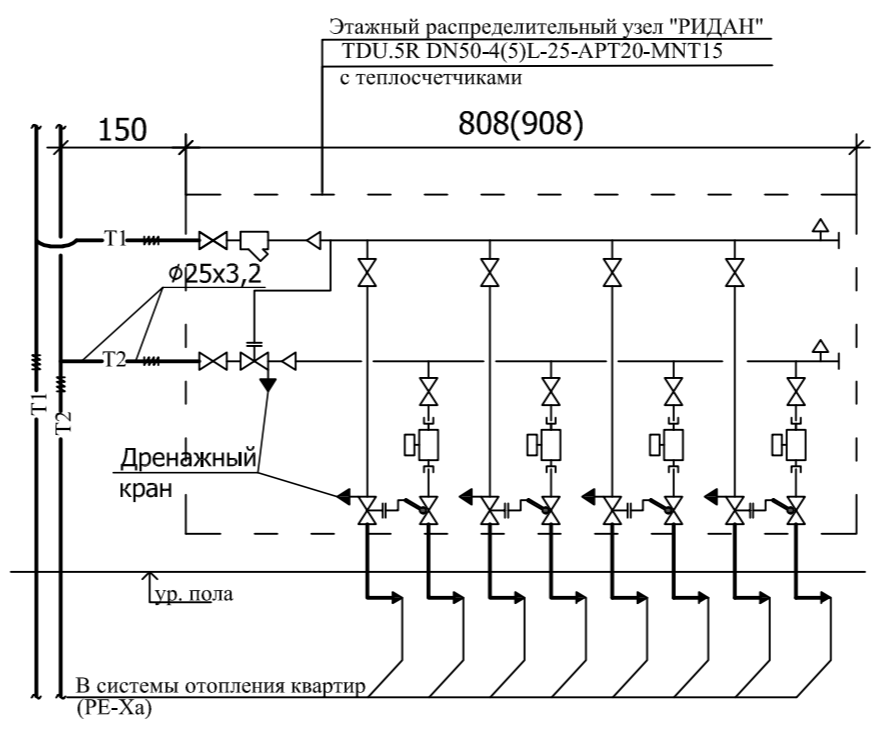 Этажный распределительный узел "РИДАН"
TDU.5R DN50-4(5)L-25-APT20-MNT15
с теплосчетчиками
150
808(908)
T1
ϕ25x3,2
T2
T1
T2
Дренажный
кран
ур. пола
В системы отопления квартир
(PE-Xa)